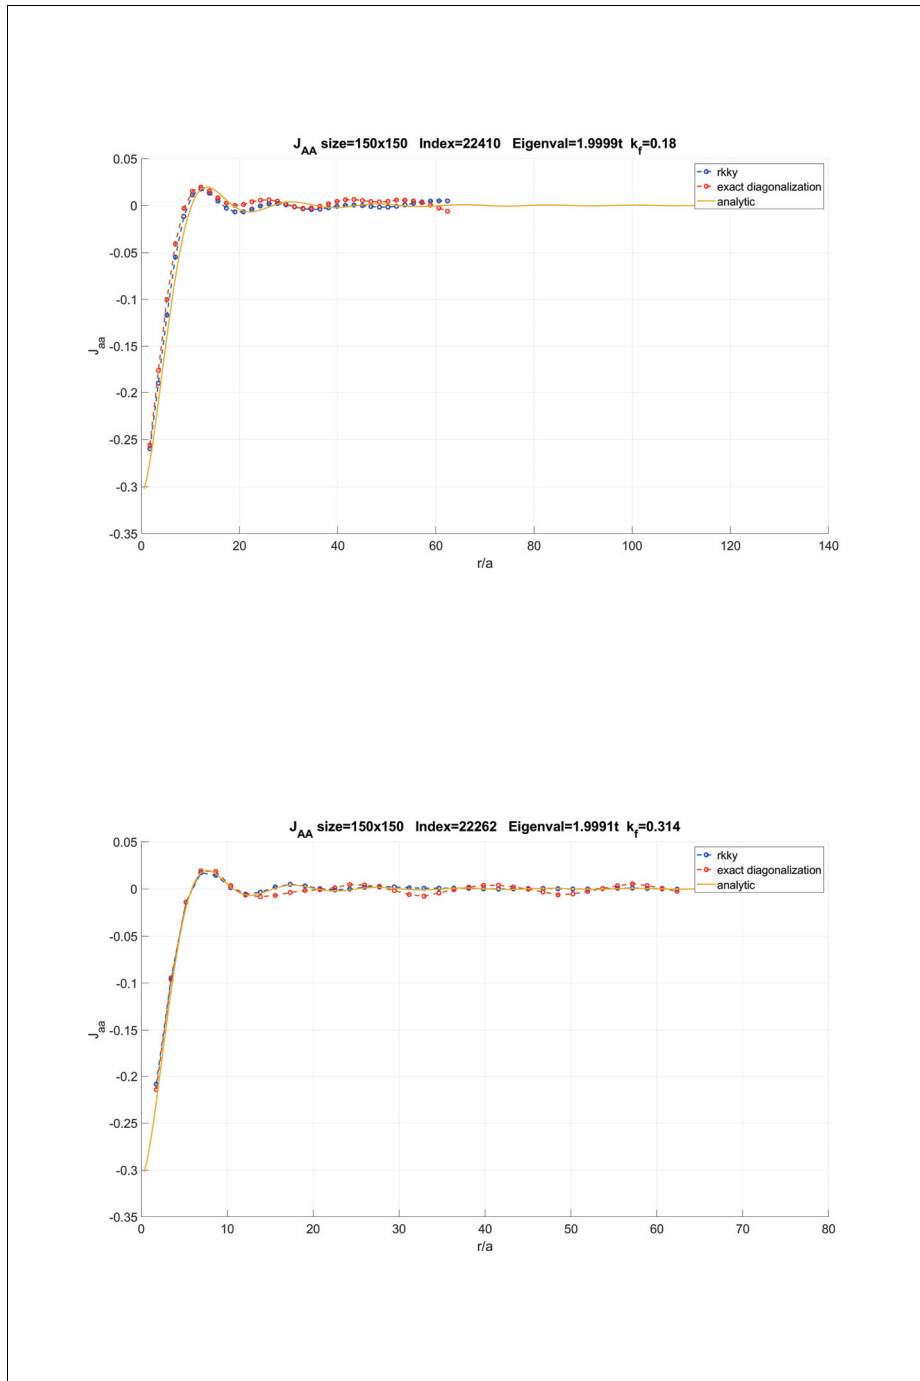 J_AA size=150x150 Index=22410 Eigenval=1.9999t k_f=0.18
0.05
0
-0.05
-0.1
-0.15
-0.2
-0.25
-0.3
-0.35
J_aa
rkky
exact diagonalization
analytic
0 20 40 60 80 100 120 140
r/a
J_AA size=150x150 Index=22262 Eigenval=1.9991t k_f=0.314
0.05
0
-0.05
-0.1
-0.15
-0.2
-0.25
-0.3
-0.35
J_aa
rkky
exact diagonalization
analytic
0 10 20 30 40 50 60 70 80
r/a